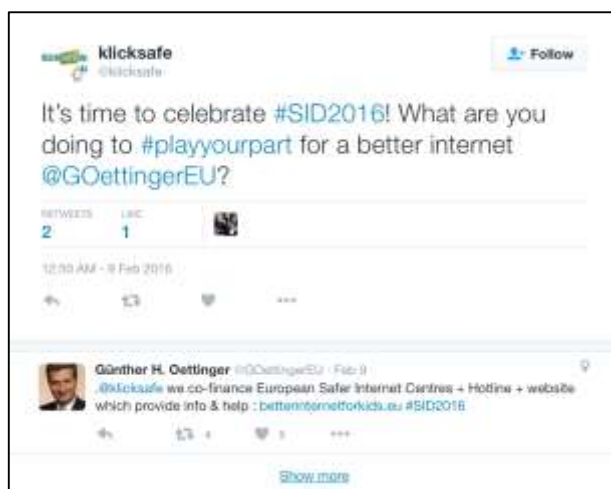 klicksafe
@klicksafe
Follow
It's time to celebrate #SID2016! What are you
doing to #playyourpart for a better internet
@GOettingerEU?
RETWEETS LIKE
2 1
AM - 9 Feb 2016
Günther H. Oettinger @GOettingerEU · Feb 9
.@klicksafe we co-finance European Safer Internet Centres + Hotline + website
which provide info & help : betterinternetforkids.eu #SID2016
4
Show more